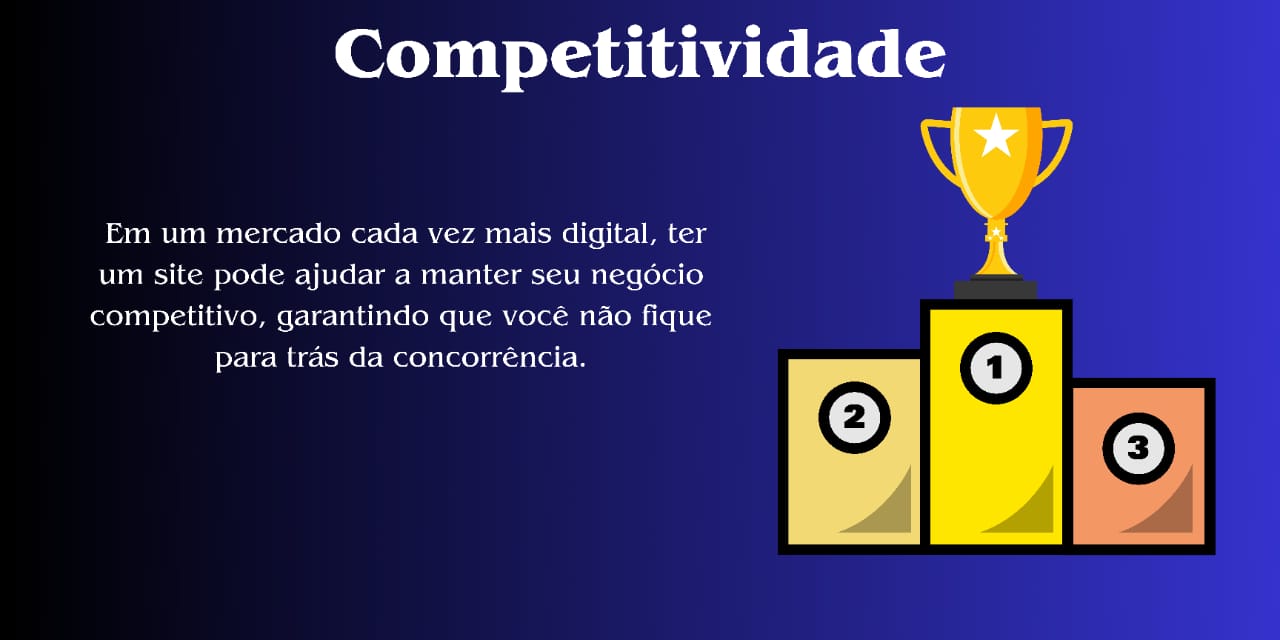 Competitividade
Em um mercado cada vez mais digital, ter
um site pode ajudar a manter seu negócio
competitivo, garantindo que você não fique
para trás da concorrência.
1
2
3